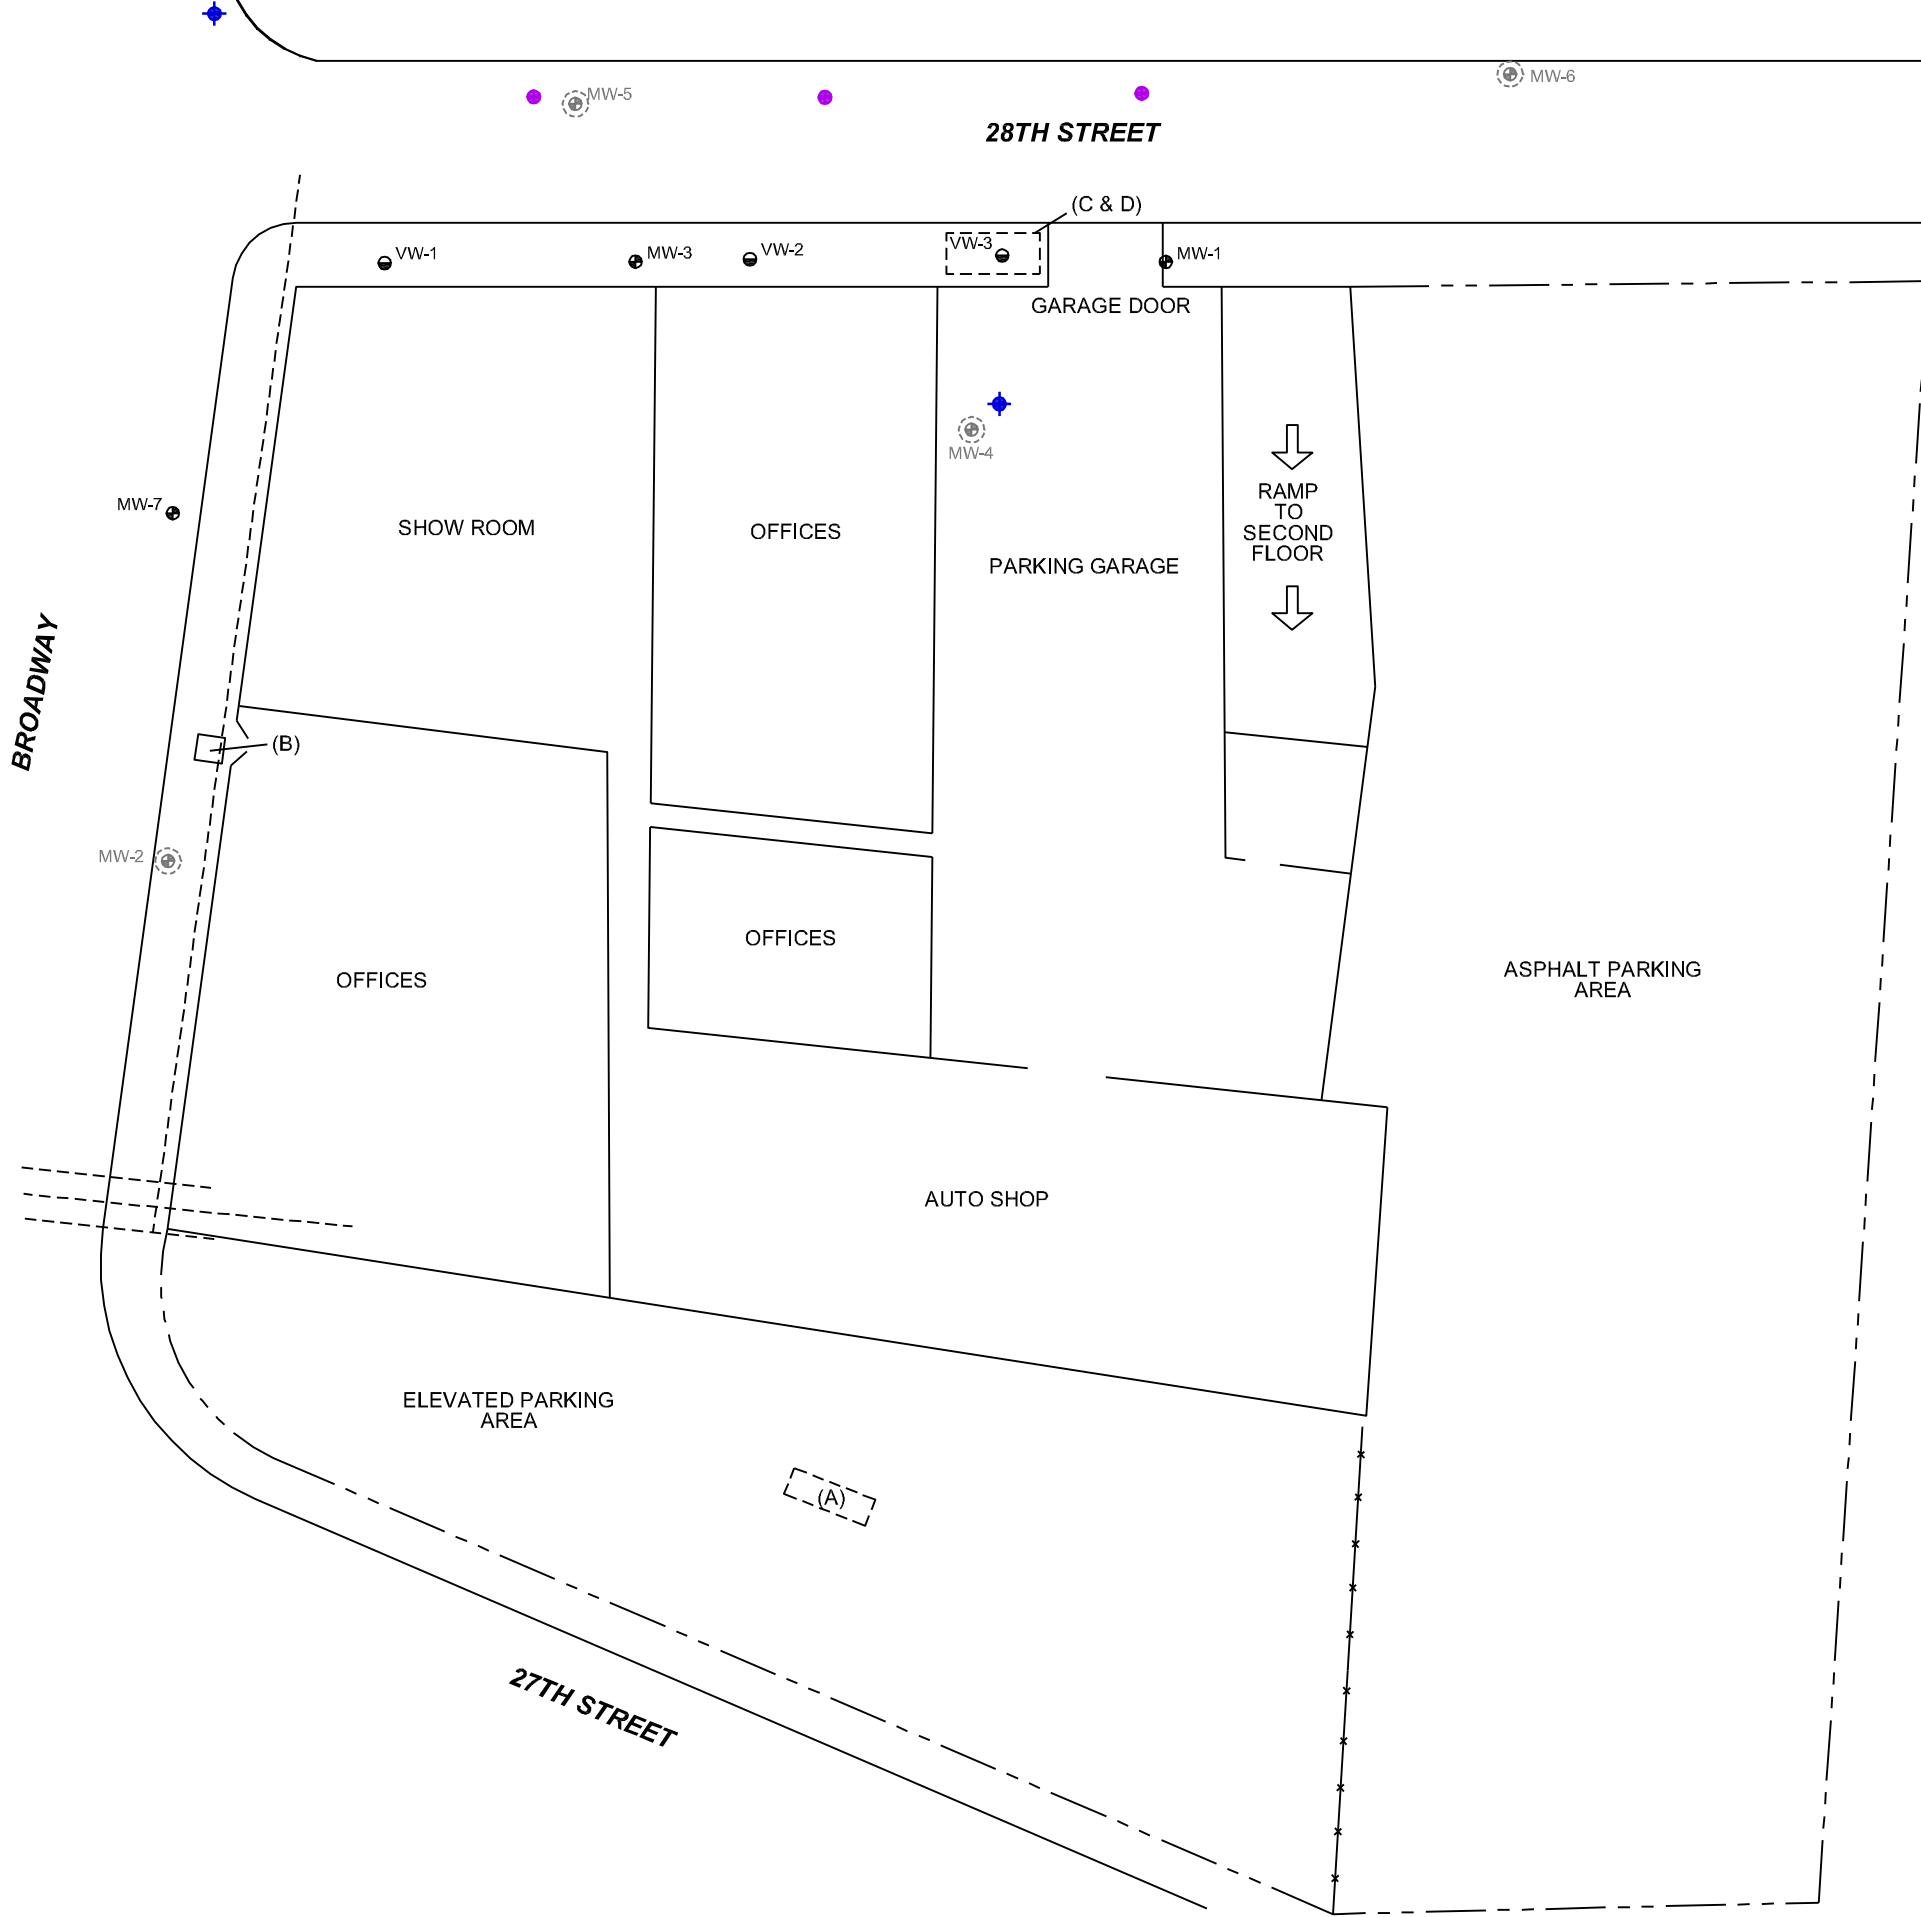 MW-6
MW-5
28TH STREET
(C & D)
VW-1
MW-3
VW-2
VW-3
MW-1
GARAGE DOOR
MW-4
MW-7
SHOW ROOM
OFFICES
PARKING GARAGE
RAMP
TO
SECOND
FLOOR
BROADWAY
(B)
MW-2
OFFICES
OFFICES
ASPHALT PARKING
AREA
AUTO SHOP
ELEVATED PARKING
AREA
(A)
27TH STREET